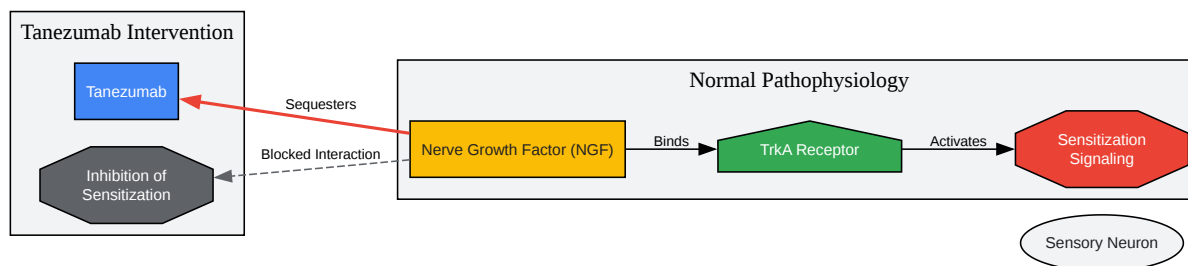 Tanezumab Intervention
Tanezumab
Inhibition of
Sensitization
Sequesters
Blocked Interaction
Normal Pathophysiology
Nerve Growth Factor (NGF)
Binds
TrkA Receptor
Activates
Sensitization
Signaling
Sensory Neuron